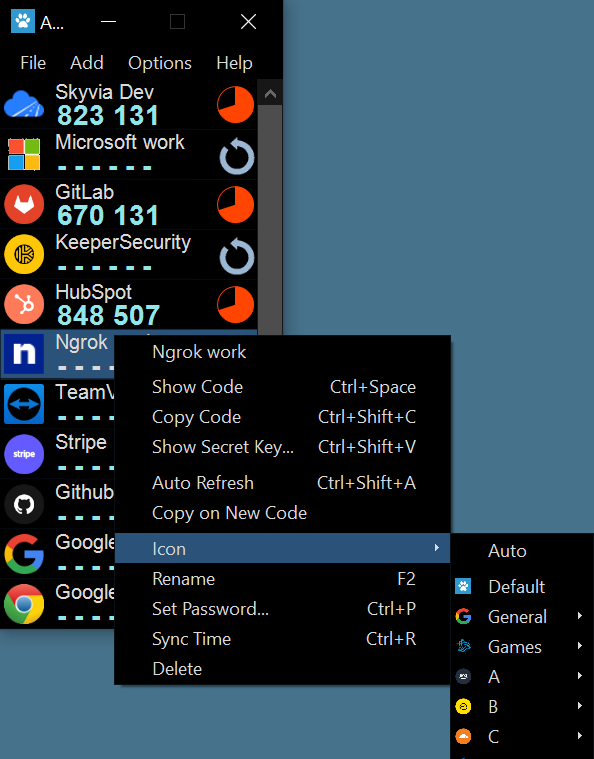 A...
File Add Options Help
Skyvia Dev
823 131
Microsoft work
- - - - - -
GitLab
670 131
KeeperSecurity
- - - - - -
HubSpot
848 507
Ngrok
- - - -
TeamV
- - - -
stripe
Stripe
- - - -
Github
- - - -
Google
- - - -
Google
- - - -
Ngrok work
Show Code Ctrl+Space
Copy Code Ctrl+Shift+C
Show Secret Key... Ctrl+Shift+V
Auto Refresh Ctrl+Shift+A
Copy on New Code
Icon
Rename F2
Set Password... Ctrl+P
Sync Time Ctrl+R
Delete
Auto
Default
General
Games
A
B
C